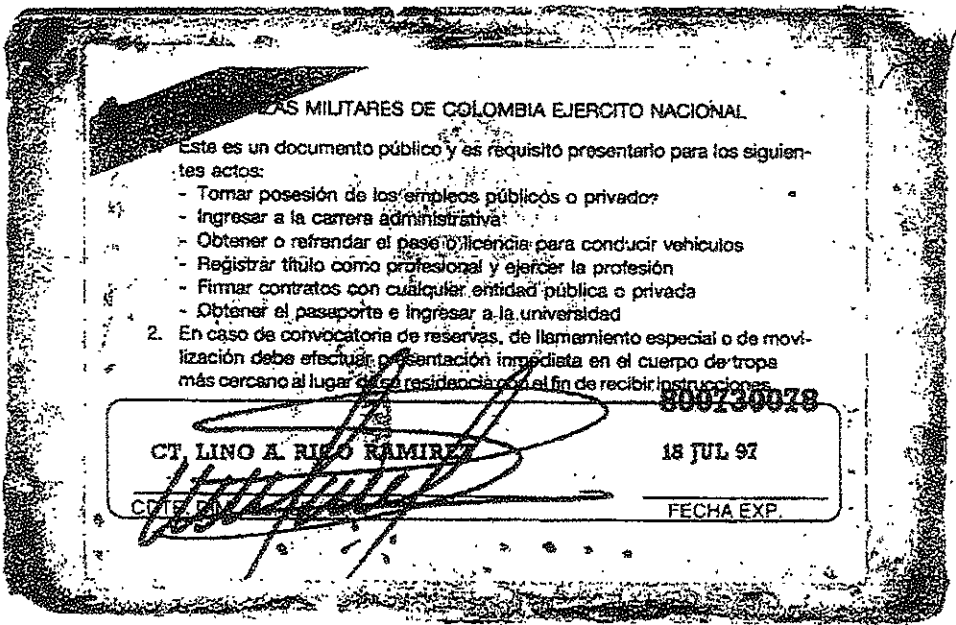 ZAS MILITARES DE COLOMBIA EJERCITO NACIONAL
Este es un documento público y es requisito presentarlo para los siguien-
tes actos:
- Tomar posesión de los empleos públicos o privados
- Ingresar a la carrera administrativa
- Obtener o refrendar el pase o licencia para conducir vehiculos
- Registrar título como profesional y ejercer la profesión
- Firmar contratos con cualquier entidad pública o privada
- Obtener el pasaporte e Ingresar a la universidad
2. En caso de convocatoria de reservas, de llamamiento especial o de movi-
lización debe efectuar presentación inmediata en el cuerpo de tropa
más cercano al lugar de su residencia con el fin de recibir instrucciones
800730078
CT. LINO A. RICO RAMIREZ 18 JUL 97
CDTE. FECHA EXP.